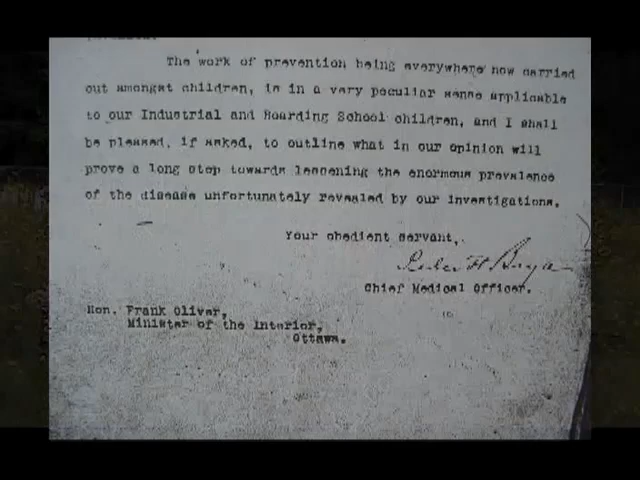 The work of prevention being everywhere now carried
out amongst children, is in a very peculiar sense applicable
to our Industrial and Boarding School children, and I shall
be pleased, if asked, to outline what in our opinion will
prove a long step towards lessening the enormous prevalence
of the disease unfortunately revealed by our investigations.
Your obedient servant,
Chief Medical Officer.
Hon. Frank Oliver,
Minister of the Interior,
Ottawa.